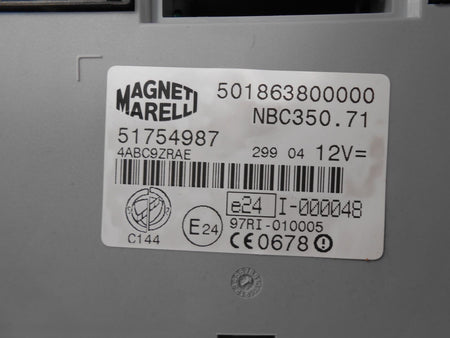 MAGNETI MARELLI
501863800000
NBC350.71
51754987
4ABC9ZRAE 299 04 12V=
e24 I-000048
E24 97RI-010005
C144 CE0678